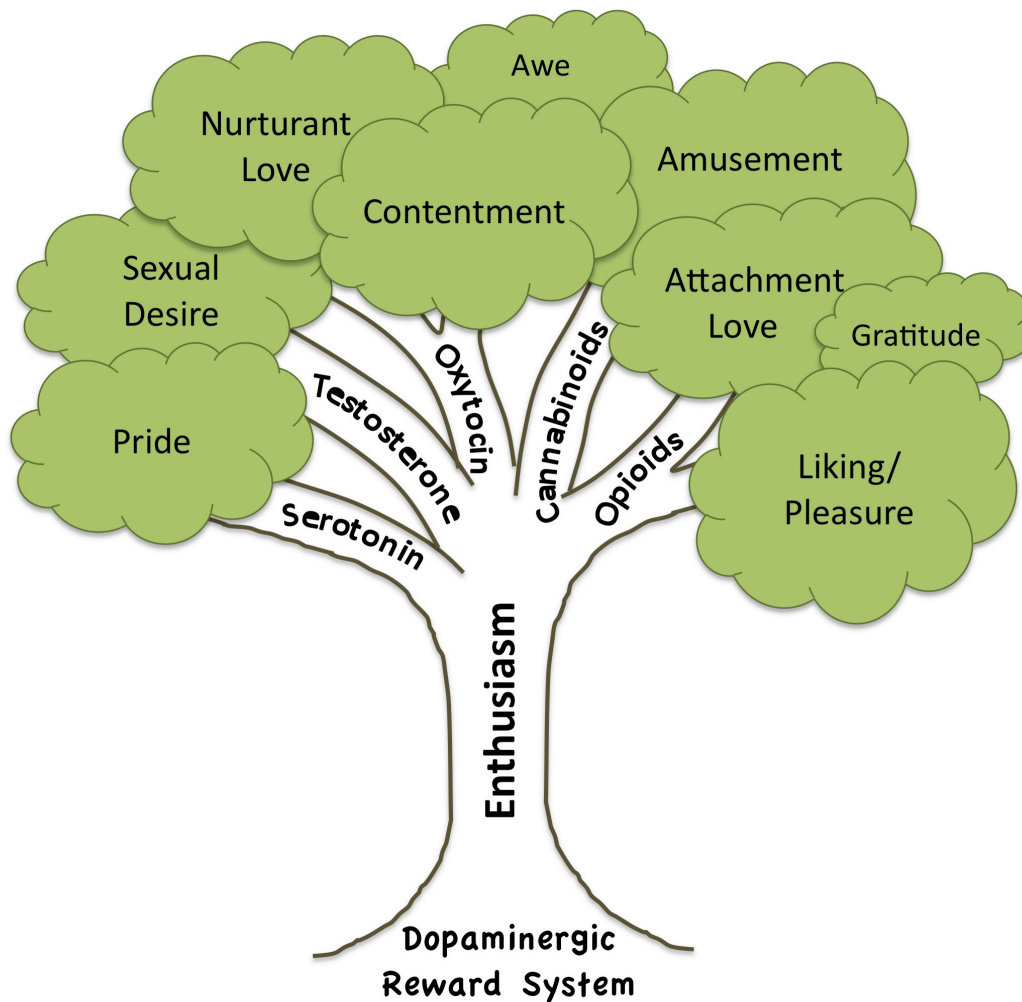 Awe
Nurturant
Love
Amusement
Contentment
Sexual
Desire
Attachment
Love
Gratitude
Pride
Liking/
Pleasure
Oxytocin
Testosterone
Serotonin
Cannabinoids
Opioids
Enthusiasm
Dopaminergic
Reward System